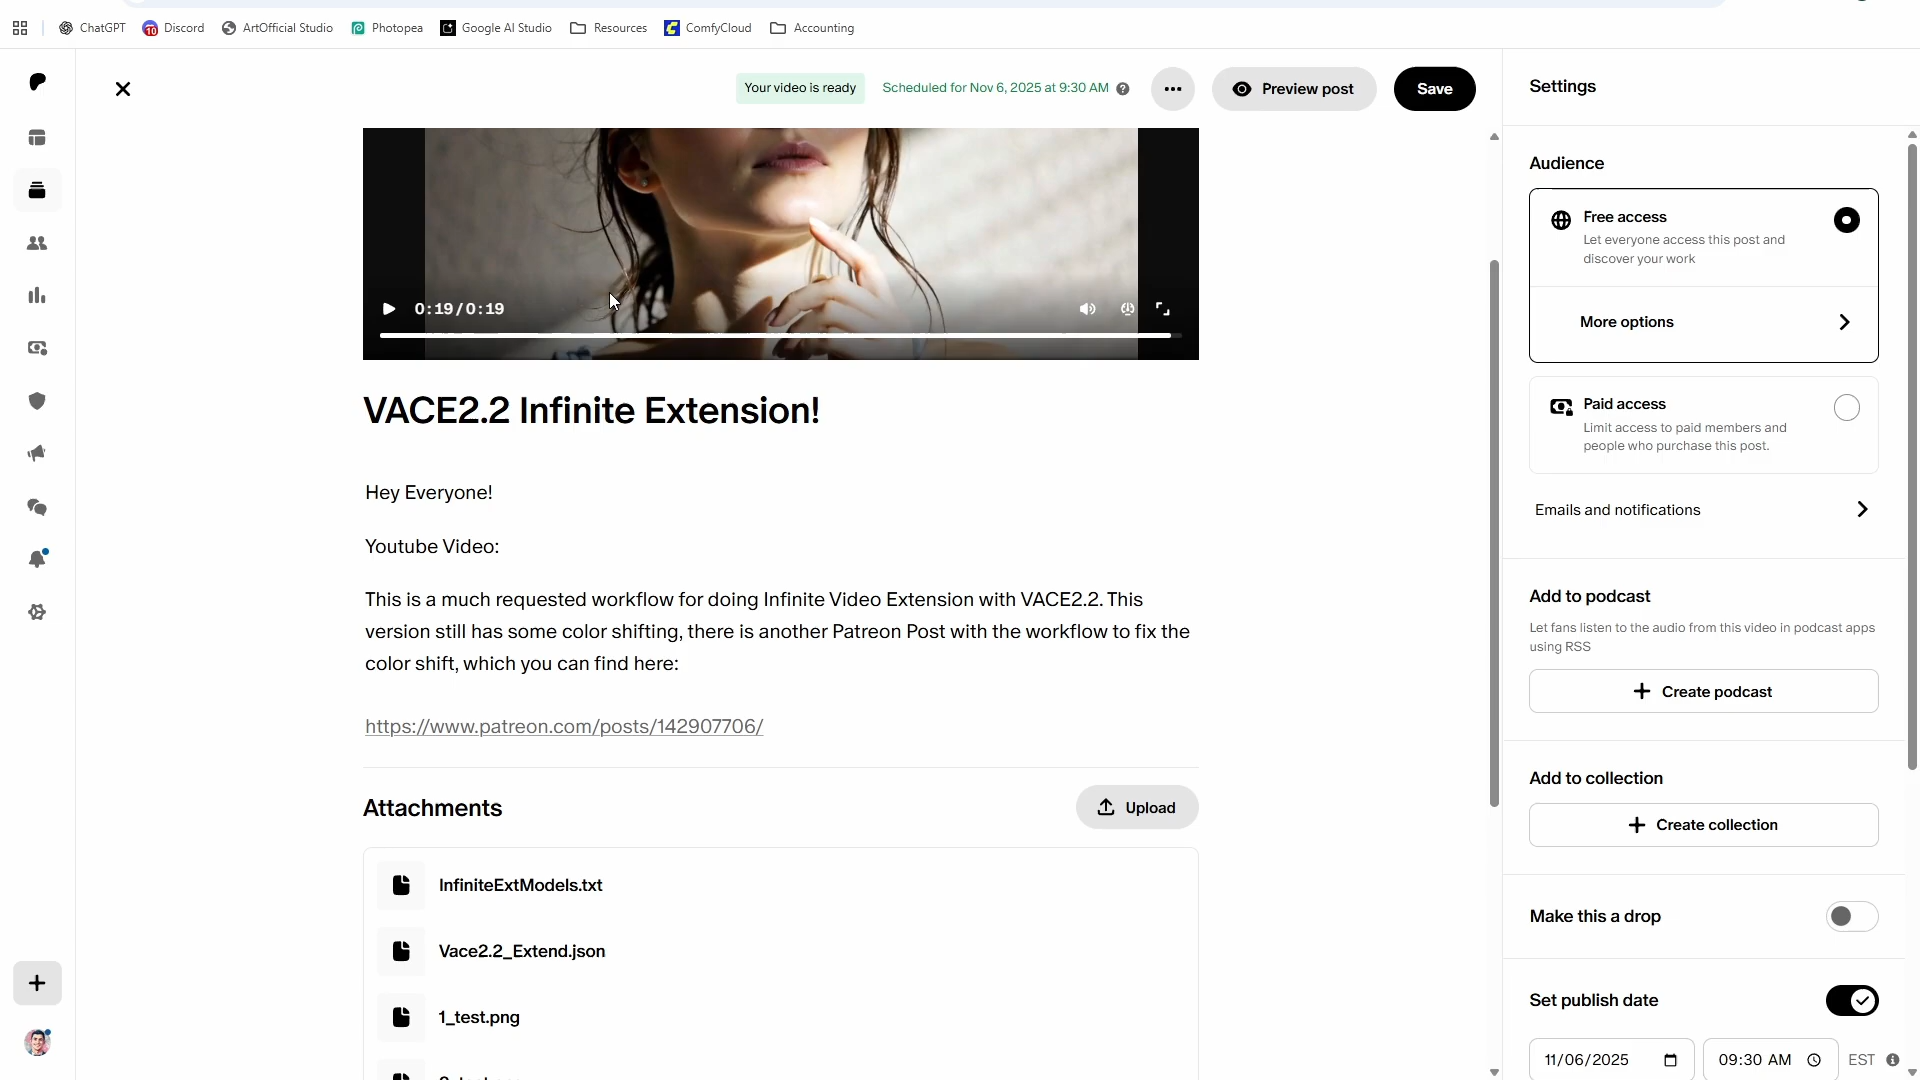 ChatGPT
10
Discord
ArtOfficial Studio
Photopea
Google AI Studio
Resources
ComfyCloud
Accounting
Your video is ready
Scheduled for Nov 6, 2025 at 9:30 AM
Preview post
Save
0:19/0:19
VACE2.2 Infinite Extension!
Hey Everyone!
Youtube Video:
This is a much requested workflow for doing Infinite Video Extension with VACE2.2. This
version still has some color shifting, there is another Patreon Post with the workflow to fix the
color shift, which you can find here:
https://www.patreon.com/posts/142907706/
Attachments
Upload
InfiniteExtModels.txt
Vace2.2_Extend.json
1_test.png
Settings
Audience
Free access
Let everyone access this post and
discover your work
More options
Paid access
Limit access to paid members and
people who purchase this post.
Emails and notifications
Add to podcast
Let fans listen to the audio from this video in podcast apps
using RSS
Create podcast
Add to collection
Create collection
Make this a drop
Set publish date
11/06/2025
09:30 AM
EST